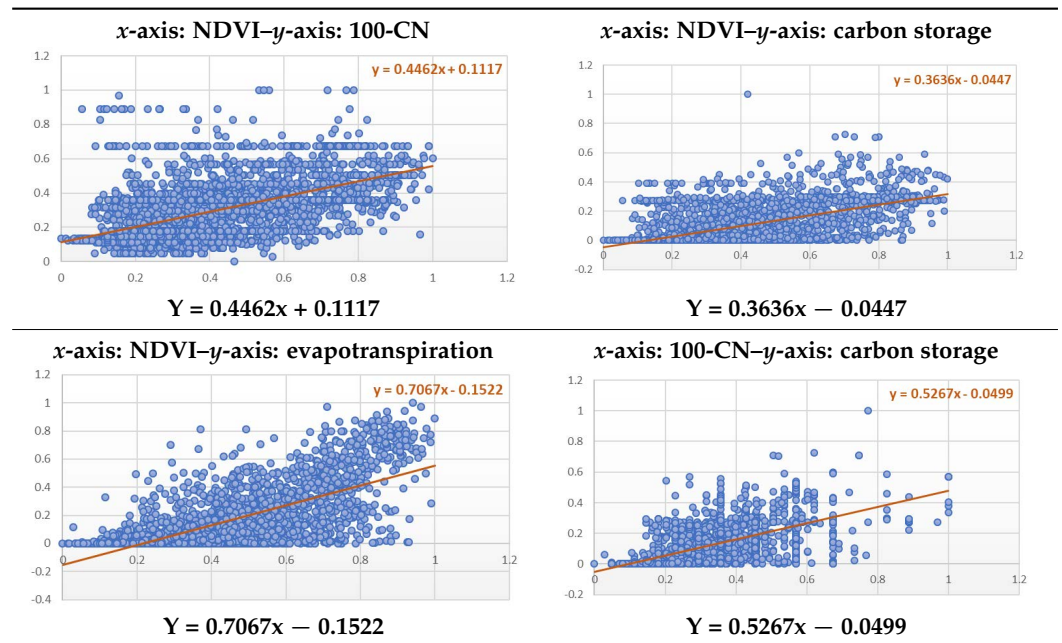 x-axis: NDVI–y-axis: 100-CN
1.2
1
0.8
0.6
0.4
0.2
0
0 0.2 0.4 0.6 0.8 1 1.2
y = 0.4462x + 0.1117
Y = 0.4462x + 0.1117
x-axis: NDVI–y-axis: carbon storage
1.2
1
0.8
0.6
0.4
0.2
0
-0.2
0 0.2 0.4 0.6 0.8 1 1.2
y = 0.3636x - 0.0447
Y = 0.3636x — 0.0447
x-axis: NDVI–y-axis: evapotranspiration
1.2
1
0.8
0.6
0.4
0.2
0
-0.2
-0.4
0 0.2 0.4 0.6 0.8 1 1.2
y = 0.7067x - 0.1522
Y = 0.7067x — 0.1522
x-axis: 100-CN–y-axis: carbon storage
1.2
1
0.8
0.6
0.4
0.2
0
-0.2
0 0.2 0.4 0.6 0.8 1 1.2
y = 0.5267x - 0.0499
Y = 0.5267x — 0.0499